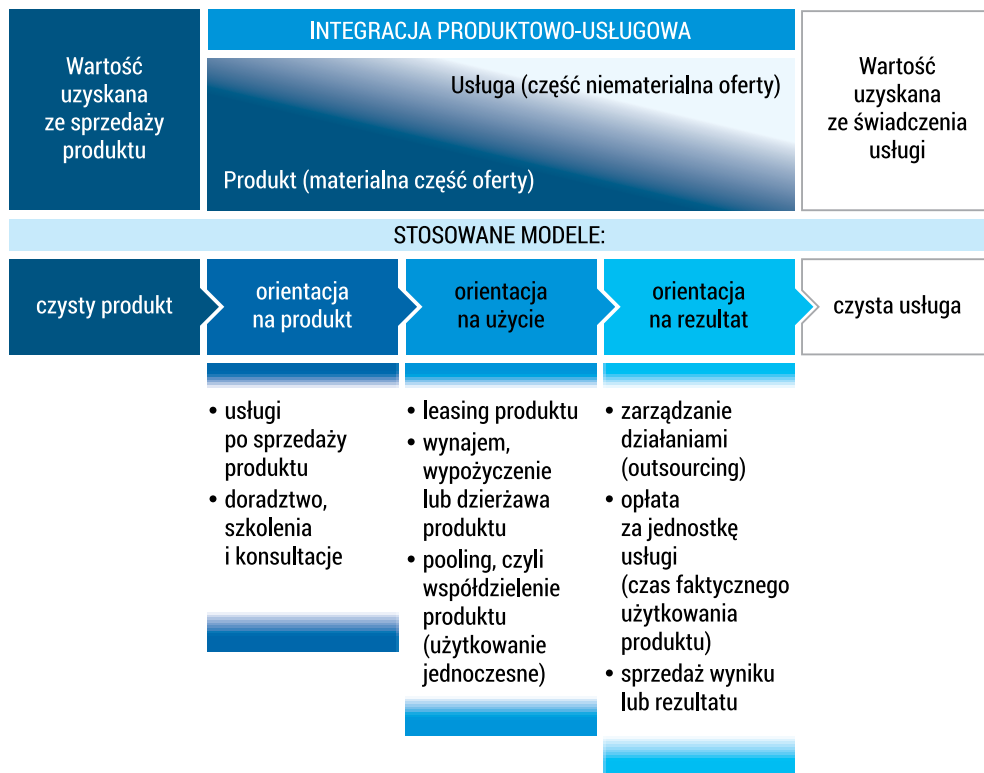 Wartość
uzyskana
ze sprzedaży
produktu
INTEGRACJA PRODUKTOWO-USŁUGOWA
Usługa (część niematerialna oferty)
Produkt (materialna część oferty)
Wartość
uzyskana
ze świadczenia
usługi
STOSOWANE MODELE:
czysty produkt
orientacja
na produkt
orientacja
na użycie
orientacja
na rezultat
czysta usługa
• usługi
po sprzedaży
produktu
• doradztwo,
szkolenia
i konsultacje
• leasing produktu
• wynajem,
wypożyczenie
lub dzierżawa
produktu
• pooling, czyli
współdzielenie
produktu
(użytkowanie
jednoczesne)
• zarządzanie
działaniami
(outsourcing)
• opłata
za jednostkę
usługi
(czas faktycznego
użytkowania
produktu)
• sprzedaż wyniku
lub rezultatu